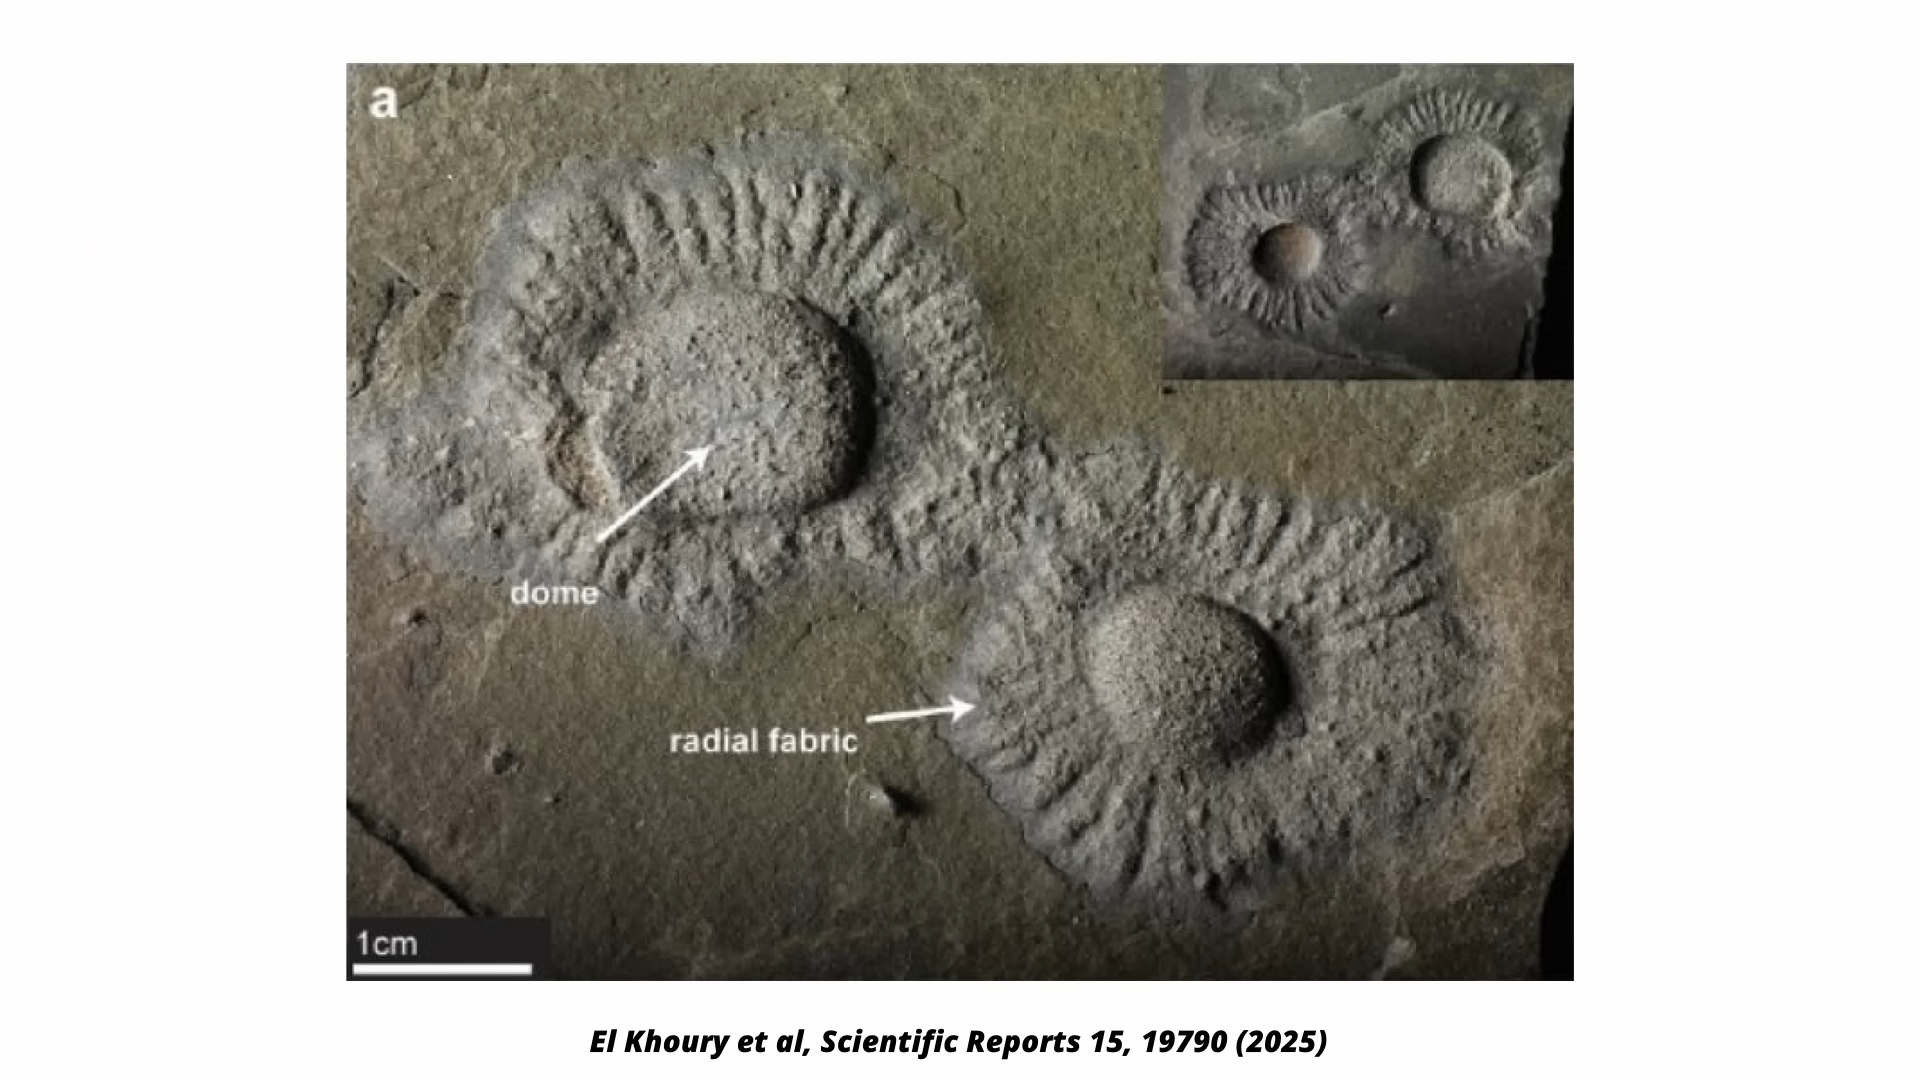 a
dome
radial fabric
1cm
El Khoury et al, Scientific Reports 15, 19790 (2025)